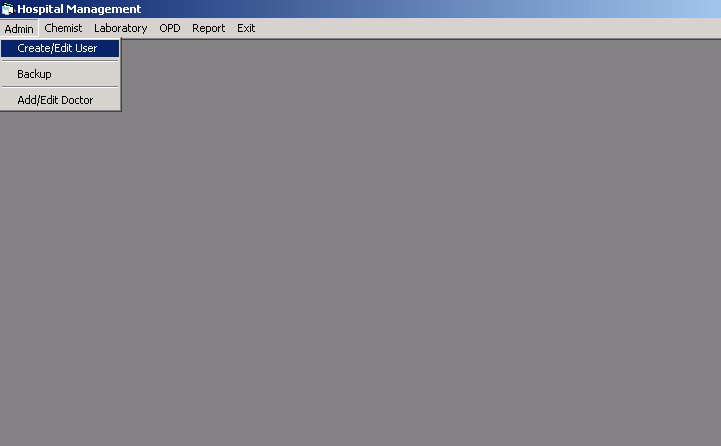 Hospital Management
Admin Chemist Laboratory OPD Report Exit
Create/Edit User
Backup
Add/Edit Doctor